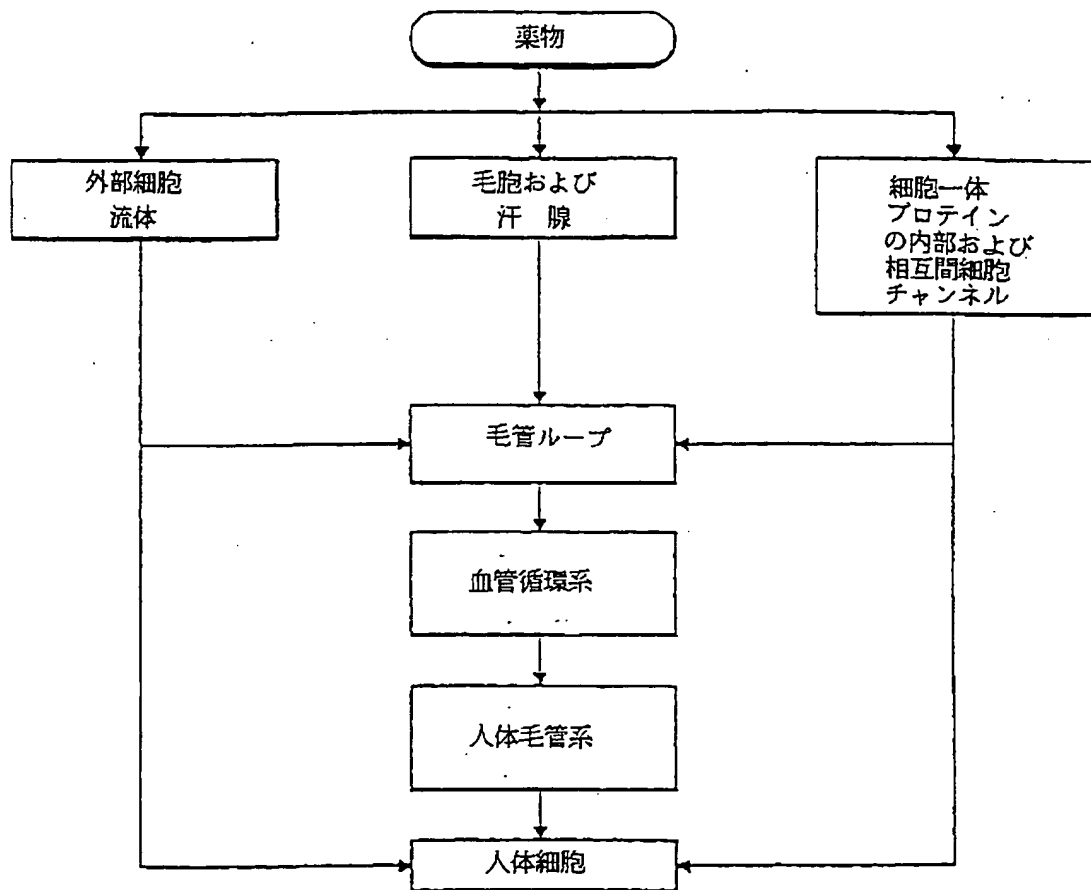 薬物
外部細胞
流体
毛胞および
汗 腺
細胞一体
プロテイン
の内部および
相互間細胞
チャンネル
毛管ループ
血管循環系
人体毛管系
人体細胞